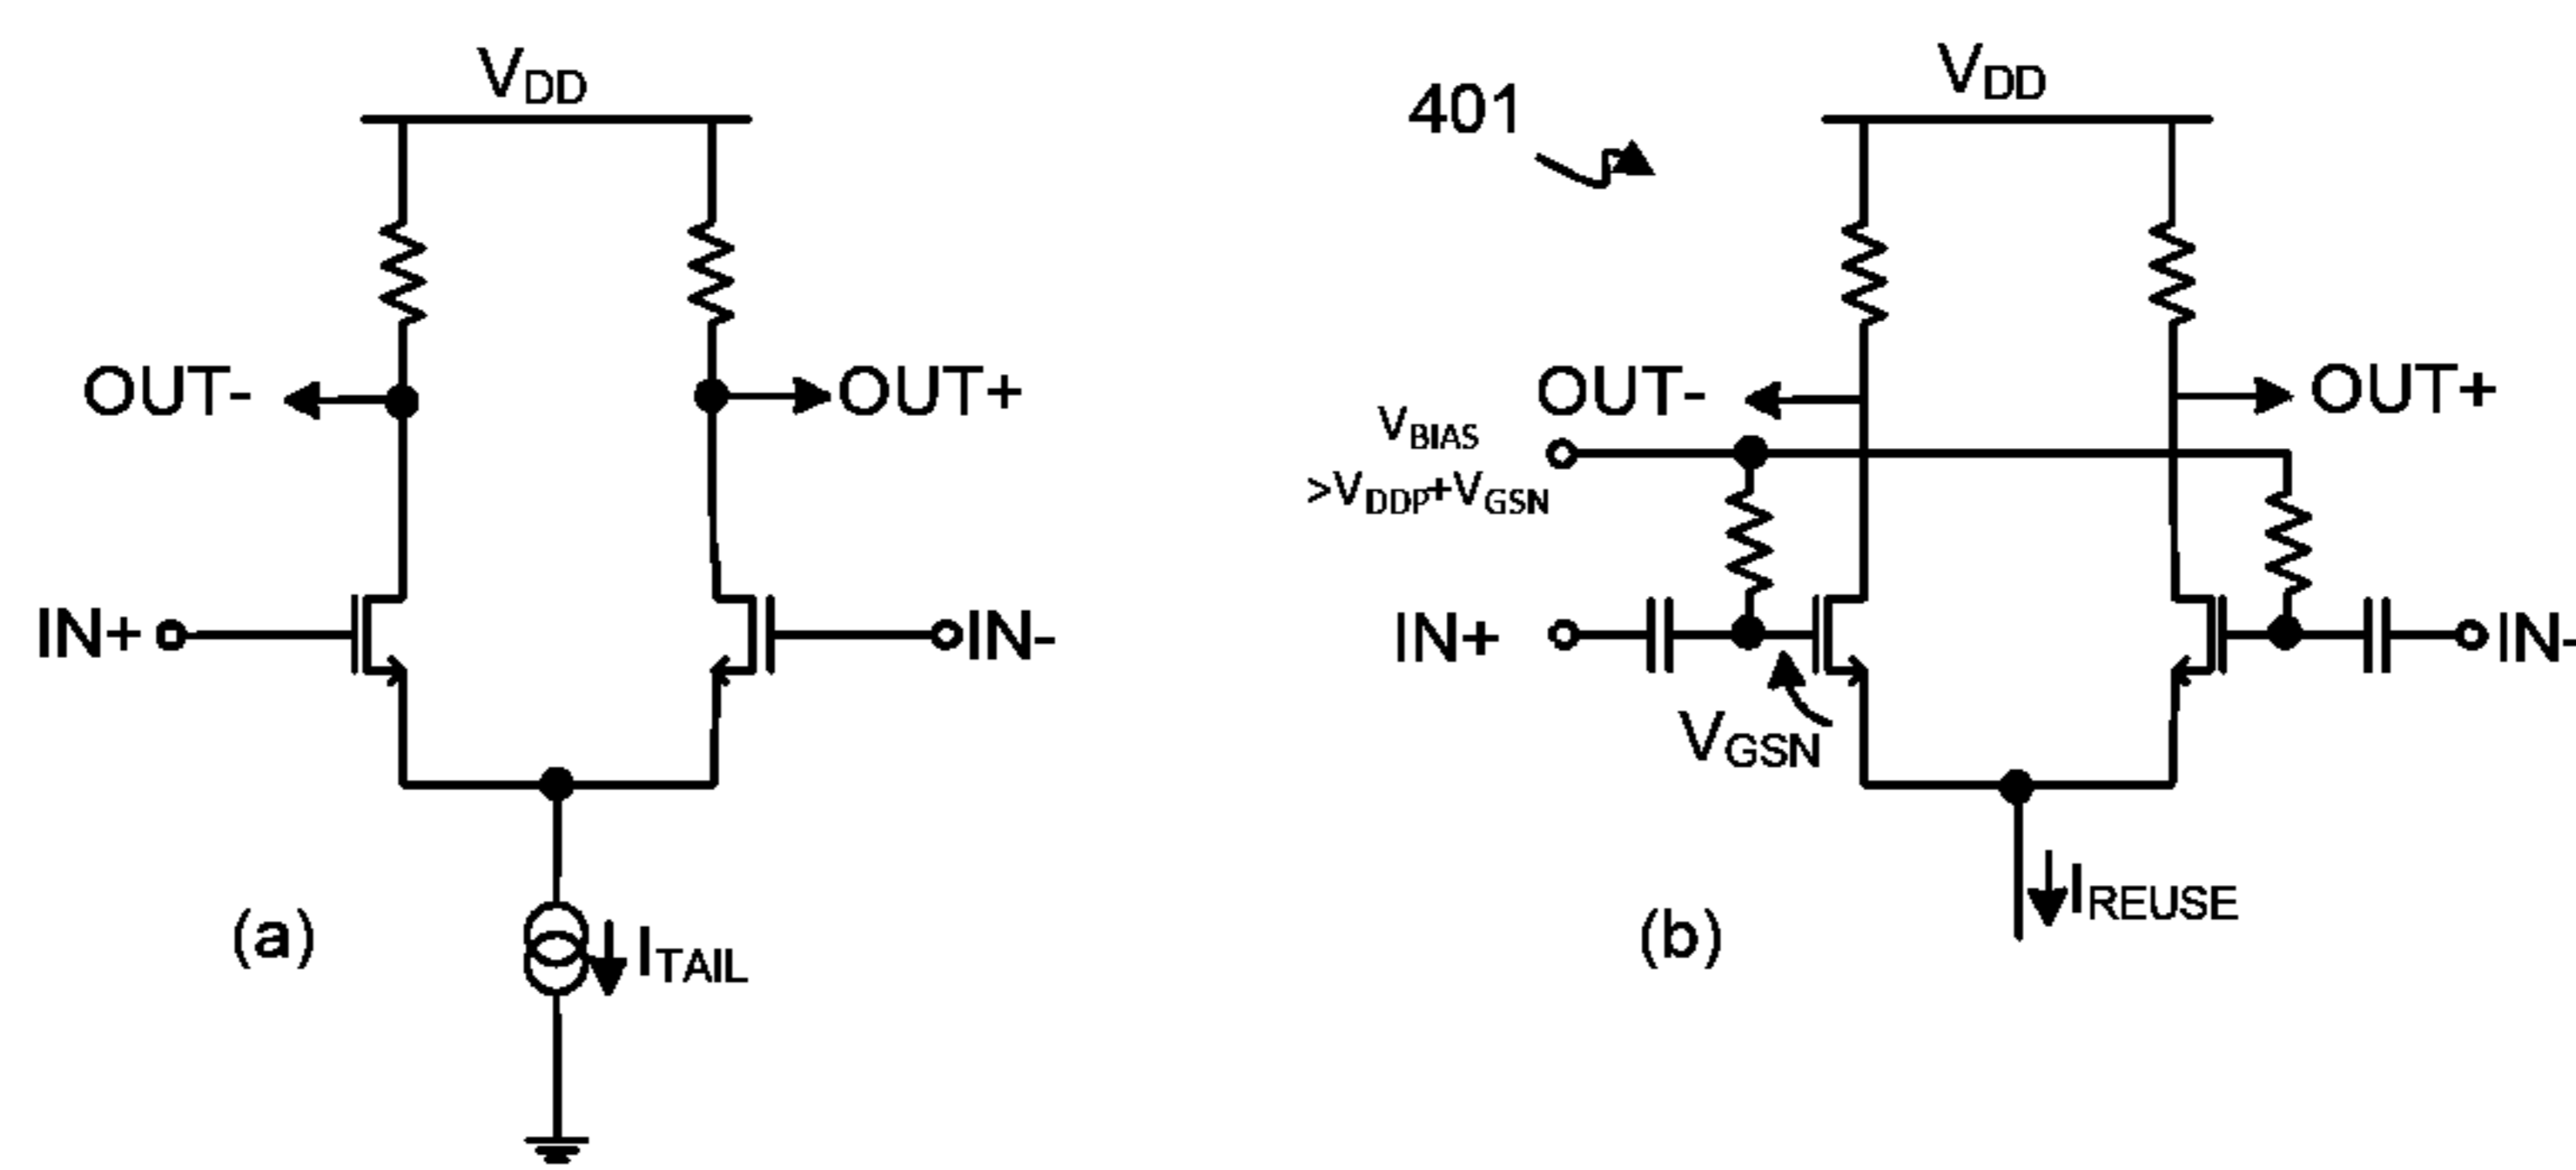 VDD
OUT-
OUT+
IN+
IN-
(a)
ITAIL
401
VDD
OUT-
OUT+
VBIAS
>VDDP+VGSN
IN+
IN-
VGSN
(b)
IREUSE